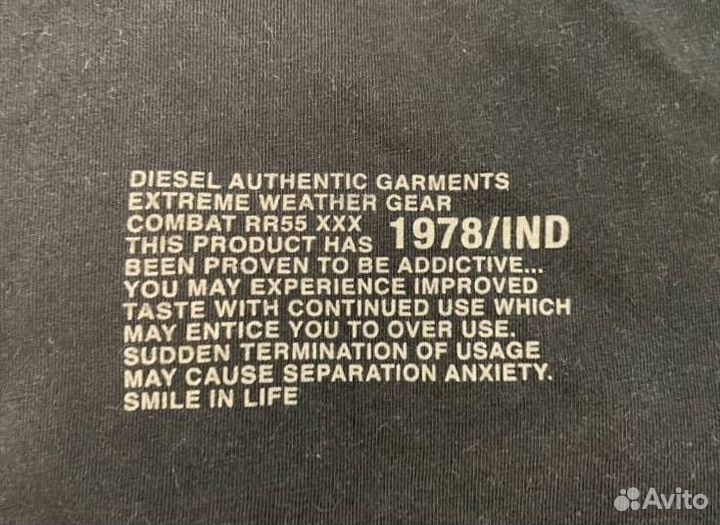 DIESEL AUTHENTIC GARMENTS
EXTREME WEATHER GEAR
COMBAT RR55 XXX
THIS PRODUCT HAS 1978/IND
BEEN PROVEN TO BE ADDICTIVE...
YOU MAY EXPERIENCE IMPROVED
TASTE WITH CONTINUED USE WHICH
MAY ENTICE YOU TO OVER USE.
SUDDEN TERMINATION OF USAGE
MAY CAUSE SEPARATION ANXIETY.
SMILE IN LIFE
Avito